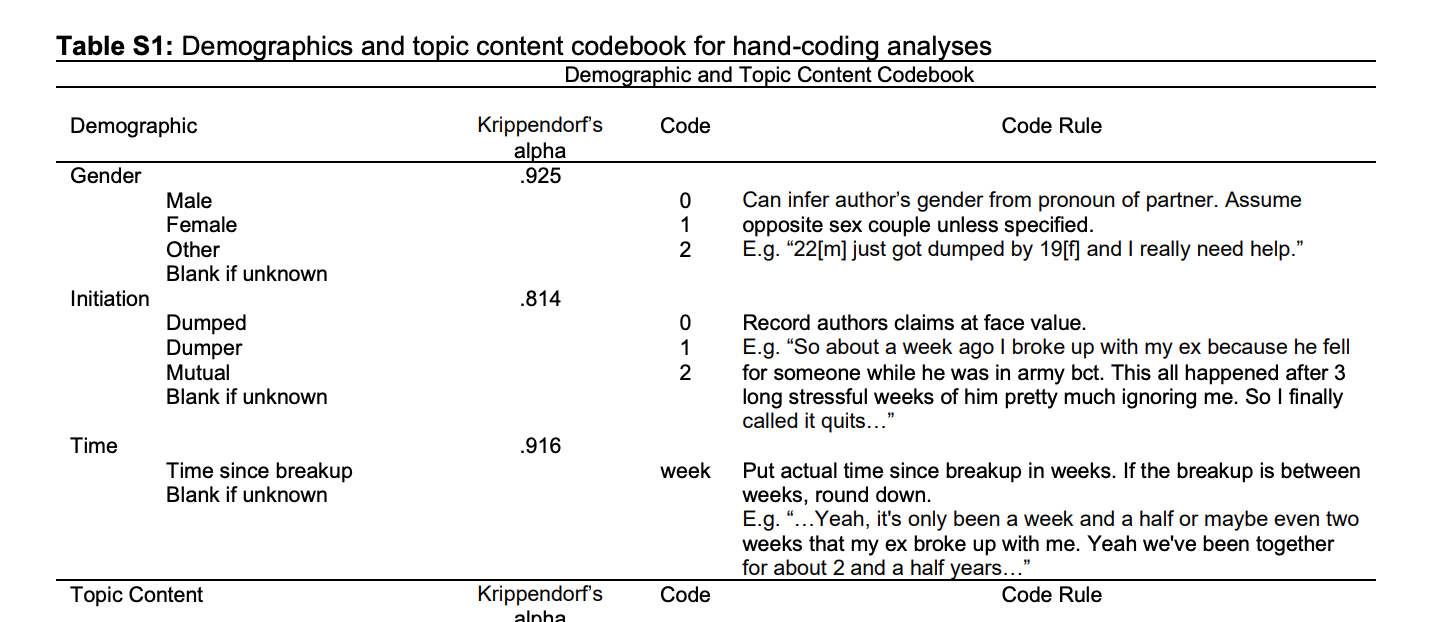 Table S1: Demographics and topic content codebook for hand-coding analyses
Demographic and Topic Content Codebook
Demographic Krippendorf's alpha Code Code Rule
Gender .925
Male 0 Can infer author's gender from pronoun of partner. Assume
Female 1 opposite sex couple unless specified.
Other 2 E.g. “22[m] just got dumped by 19[f] and I really need help.”
Blank if unknown
Initiation .814
Dumped 0 Record authors claims at face value.
Dumper 1 E.g. “So about a week ago I broke up with my ex because he fell
Mutual 2 for someone while he was in army bct. This all happened after 3
Blank if unknown long stressful weeks of him pretty much ignoring me. So I finally
called it quits…”
Time .916
Time since breakup week Put actual time since breakup in weeks. If the breakup is between
Blank if unknown weeks, round down.
E.g. “…Yeah, it's only been a week and a half or maybe even two
weeks that my ex broke up with me. Yeah we've been together
for about 2 and a half years…”
Topic Content Krippendorf's alpha Code Code Rule